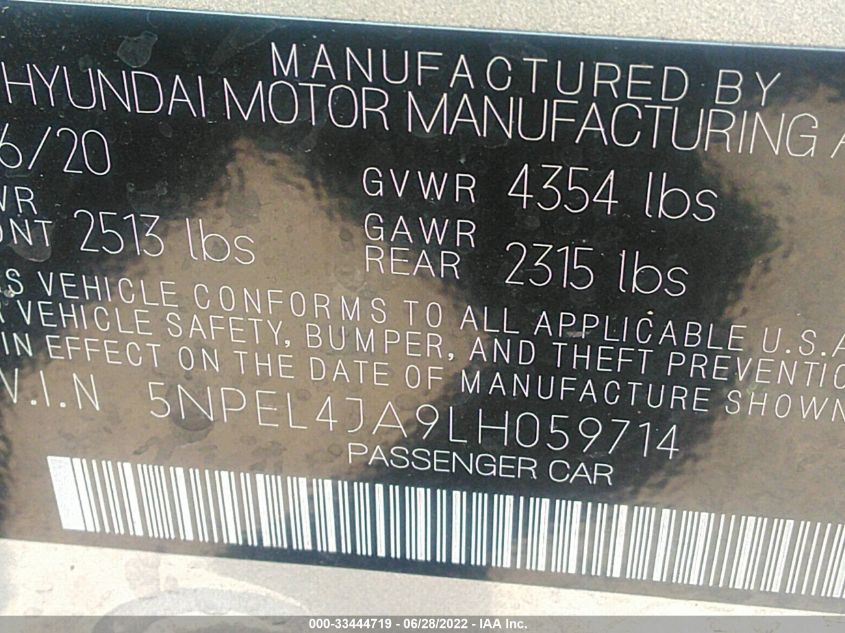 MANUFACTURED BY
HYUNDAI MOTOR MANUFACTURING A
6/20
GVWR 4354 lbs
WR
ONT 2513 lbs
GAWR
REAR 2315 lbs
S VEHICLE CONFORMS TO ALL APPLICABLE U.S.A
R VEHICLE SAFETY, BUMPER, AND THEFT PREVENTIO
IN EFFECT ON THE DATE OF MANUFACTURE SHOWN
V.I.N 5NPEL4JA9LH059714
PASSENGER CAR
000-33444719 - 06/28/2022 - IAA Inc.